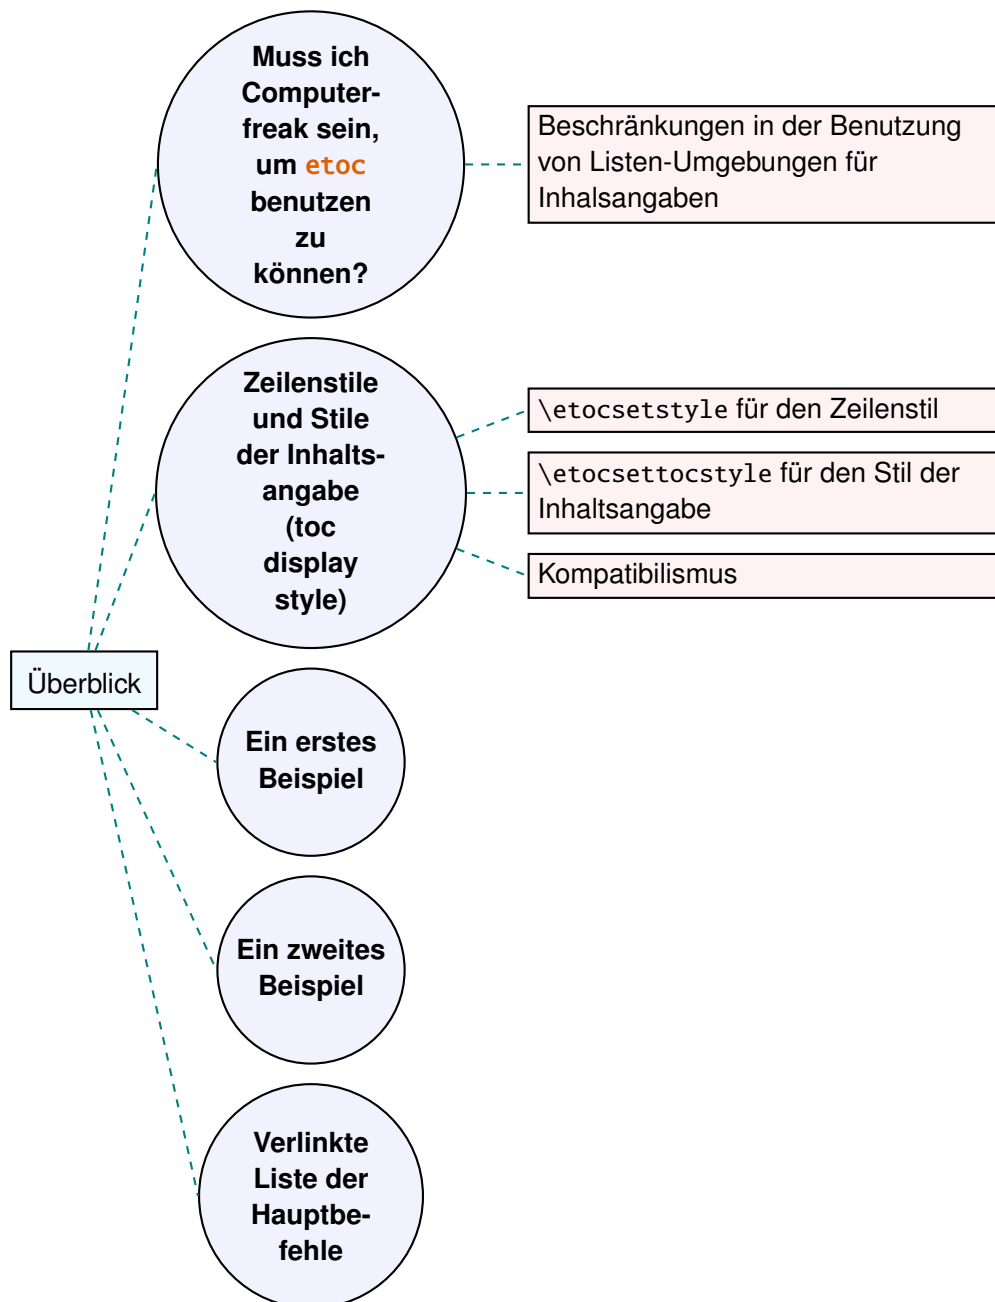 Muss ich
Computer-
freak sein,
um etoc
benutzen
zu
können?
Beschränkungen in der Benutzung
von Listen-Umgebungen für
Inhalsangaben
Zeilenstile
und Stile
der Inhalts-
angabe
(toc
display
style)
\etocsetstyle für den Zeilenstil
\etocsettocstyle für den Stil der
Inhaltsangabe
Kompatibilismus
Überblick
Ein erstes
Beispiel
Ein zweites
Beispiel
Verlinkte
Liste der
Hauptbe-
fehle